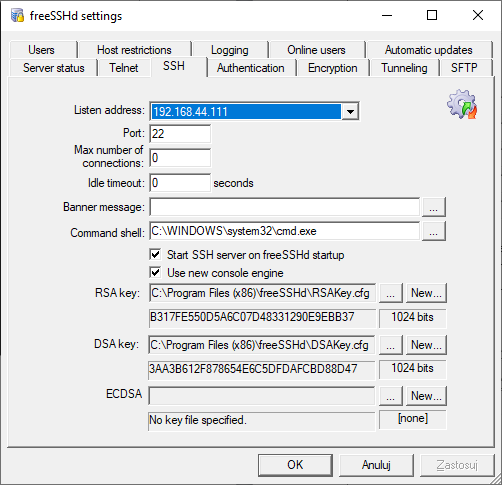 freeSSHd settings
Users Host restrictions Logging Online users Automatic updates
Server status Telnet SSH Authentication Encryption Tunneling SFTP
Listen address: 192.168.44.111
Port: 22
Max number of
connections: 0
Idle timeout: 0 seconds
Banner message: ...
Command shell: C:\WINDOWS\system32\cmd.exe ...
Start SSH server on freeSSHd startup
Use new console engine
RSA key: C:\Program Files (x86)\freeSSHd\RSAKey.cfg ... New...
B317FE550D5A6C07D48331290E9EBB37 1024 bits
DSA key: C:\Program Files (x86)\freeSSHd\DSAKey.cfg ... New...
3AA3B612F878654E6C5DFDAFCBD88D47 1024 bits
ECDSA ... New...
No key file specified. [none]
OK Anuluj Zastosuj